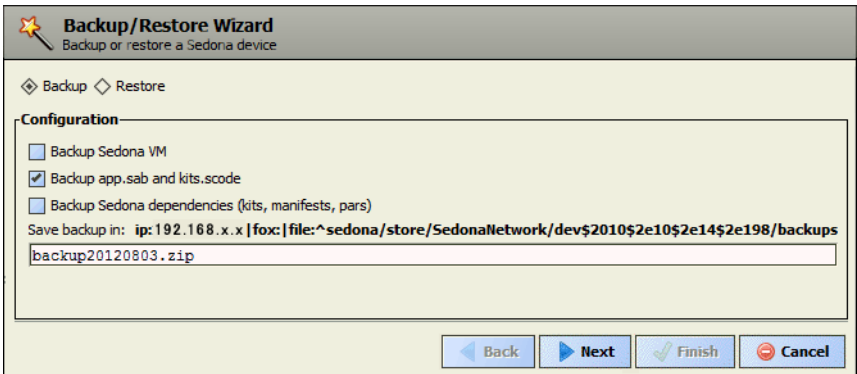 Backup/Restore Wizard
Backup or restore a Sedona device
Backup Restore
Configuration
Backup Sedona VM
Backup app.sab and kits.scode
Backup Sedona dependencies (kits, manifests, pars)
Save backup in: ip:192.168.x.x|fox:|file:^sedona/store/SedonaNetwork/dev$2010$2e10$2e14$2e198/backups
backup20120803.zip
Back Next Finish Cancel